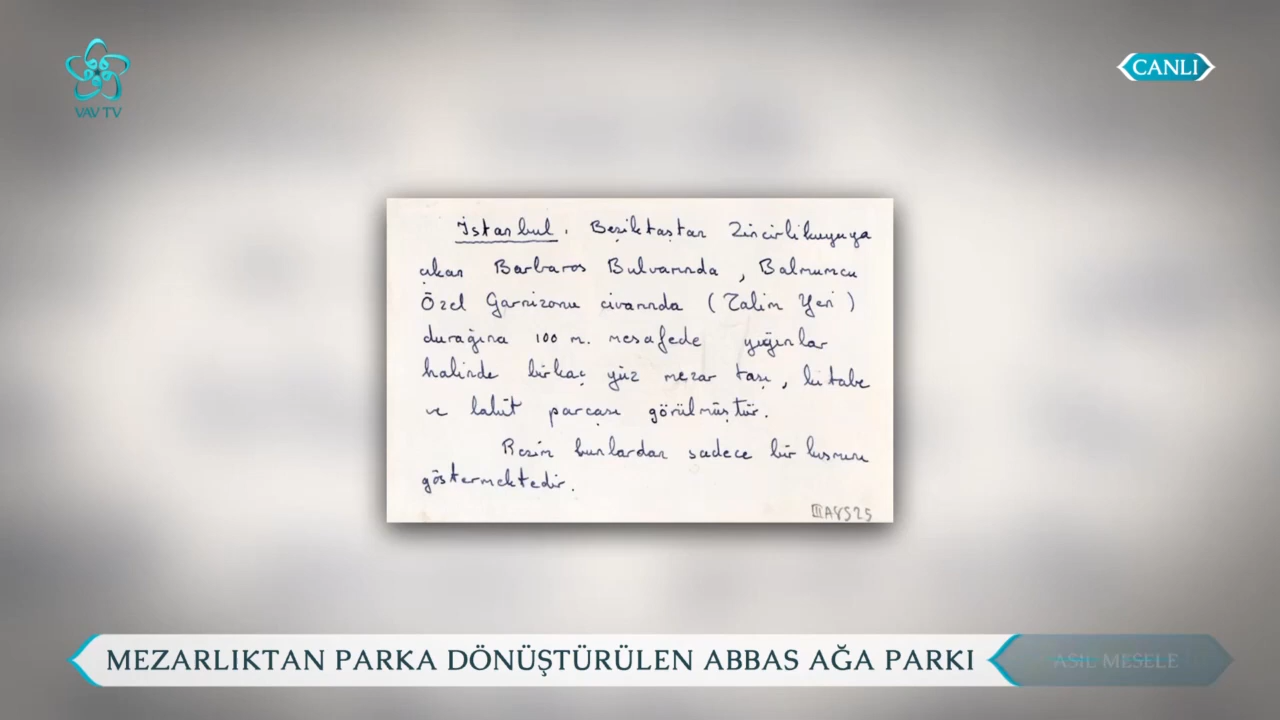 VAV TV
CANLI
İstanbul. Beşiktaştan Zincirlikuyuya
çıkan Barbaros Bulvarında, Balmumcu
Özel Garnizonu civarında (Talim Yeri)
durağına 100 m. mesafede yığınlar
halinde birkaç yüz mezar taşı, kitabe
ve lahit parçası görülmüştür.
Resim bunlardan sadece bir kısmını
göstermektedir.
II A8525
MEZARLIKTAN PARKA DÖNÜŞTÜRÜLEN ABBAS AĞA PARKI
ASIL MESELE